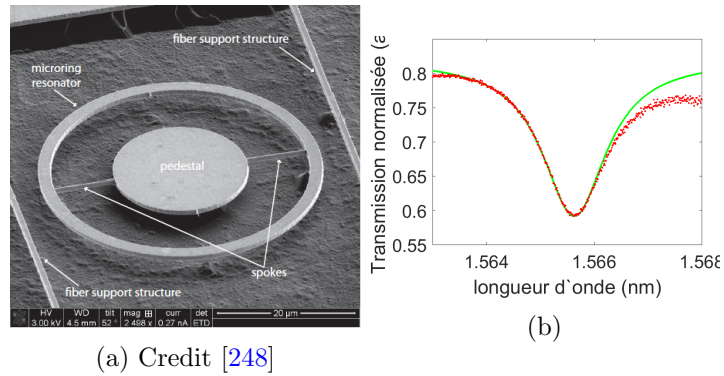 fiber support structure
microring
resonator
pedestal
spokes
fiber support structure
HV WD tilt mag ⊞ curr det
3.00 kV 4.5 mm 52 ° 2 498 x 0.27 nA ETD
20 µm
(a) Credit [248]
Transmission normalisée (a
0.8
0.75
0.7
0.65
0.6
0.55
1.564 1.566 1.568
longueur d`onde (nm)
(b)